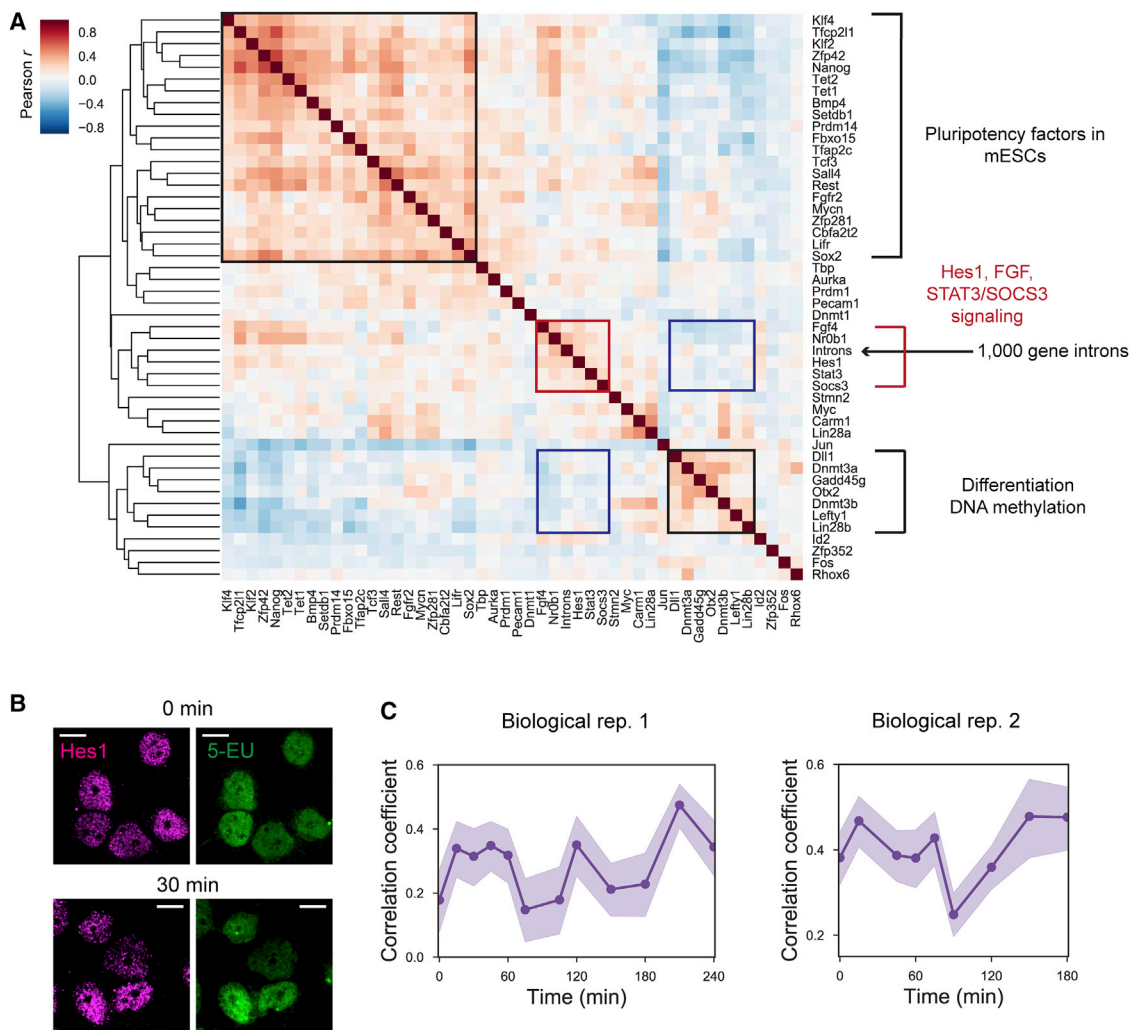 A
Pearson r
0.8
0.4
0.0
−0.4
−0.8
Klf4
Tfcp2l1
Klf2
Zfp42
Nanog
Tet2
Tet1
Bmp4
Setdb1
Prdm14
Fbxo15
Tfap2c
Tcf3
Sall4
Rest
Fgfr2
Mycn
Zfp281
Cbfa2t2
Lifr
Sox2
Tbp
Aurka
Prdm1
Pecam1
Dnmt1
Fgf4
Nr0b1
Introns
Hes1
Stat3
Socs3
Stmn2
Myc
Carm1
Lin28a
Jun
Dll1
Dnmt3a
Gadd45g
Otx2
Dnmt3b
Lefty1
Lin28b
Id2
Zfp352
Fos
Rhox6
Pluripotency factors in
mESCs
Hes1, FGF,
STAT3/SOCS3
signaling
1,000 gene introns
Differentiation
DNA methylation
Klf4
Tfcp2l1
Klf2
Zfp42
Nanog
Tet2
Tet1
Bmp4
Setdb1
Prdm14
Fbxo15
Tfap2c
Tcf3
Sall4
Rest
Fgfr2
Mycn
Zfp281
Cbfa2t2
Lifr
Sox2
Tbp
Aurka
Prdm1
Pecam1
Dnmt1
Fgf4
Nr0b1
Introns
Hes1
Stat3
Socs3
Stmn2
Myc
Carm1
Lin28a
Jun
Dll1
Dnmt3a
Gadd45g
Otx2
Dnmt3b
Lefty1
Lin28b
Id2
Zfp352
Fos
Rhox6
B
0 min
Hes1
5-EU
30 min
C
Biological rep. 1
Correlation coefficient
0.6
0.4
0.2
0.0
0
60
120
180
240
Time (min)
Biological rep. 2
Correlation coefficient
0.6
0.4
0.2
0
60
120
180
Time (min)